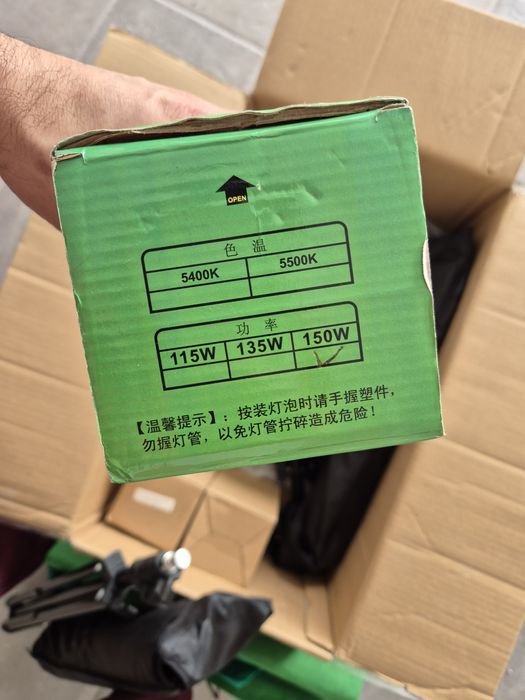 OPEN
色 温
5400K 5500K
功 率
115W 135W 150W
【温馨提示】：按装灯泡时请手握塑件，
勿握灯管，以免灯管拧碎造成危险！